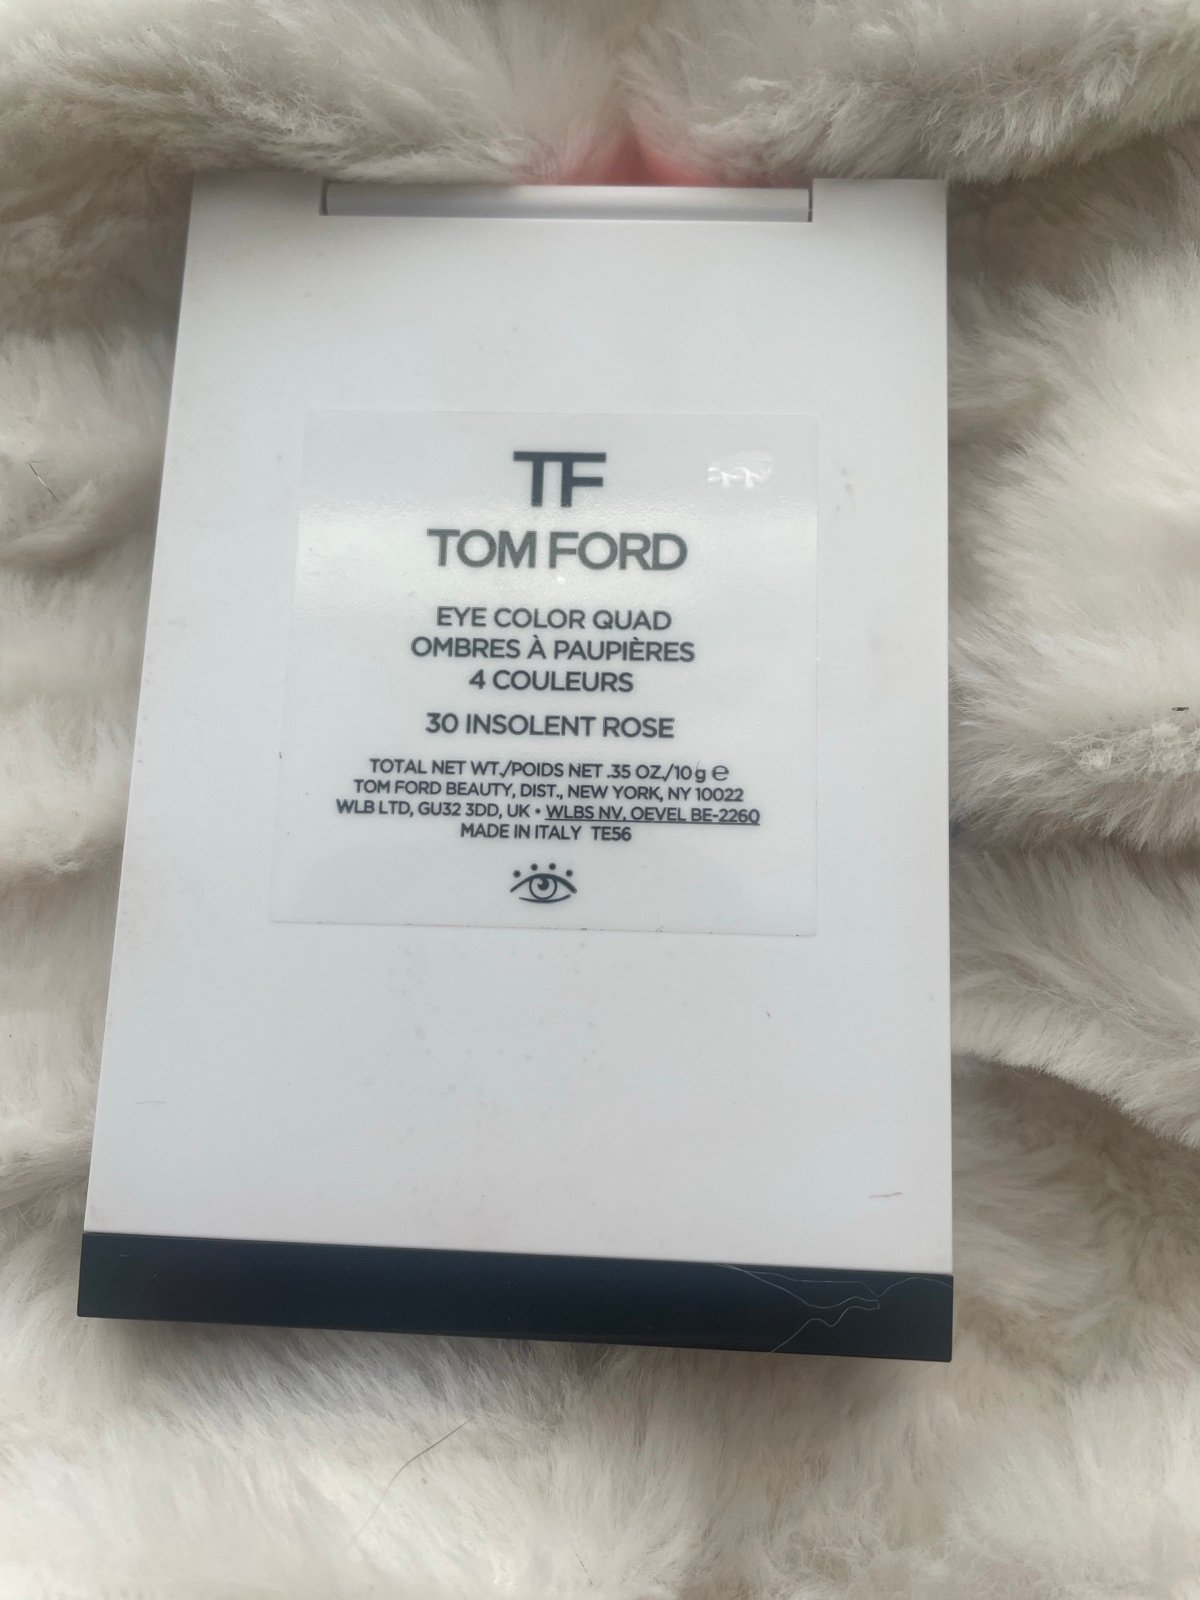 TF
TOM FORD
EYE COLOR QUAD
OMBRES À PAUPIÈRES
4 COULEURS
30 INSOLENT ROSE
TOTAL NET WT./POIDS NET .35 OZ./10 g ℮
TOM FORD BEAUTY, DIST., NEW YORK, NY 10022
WLB LTD, GU32 3DD, UK • WLBS NV, OEVEL BE-2260
MADE IN ITALY TE56